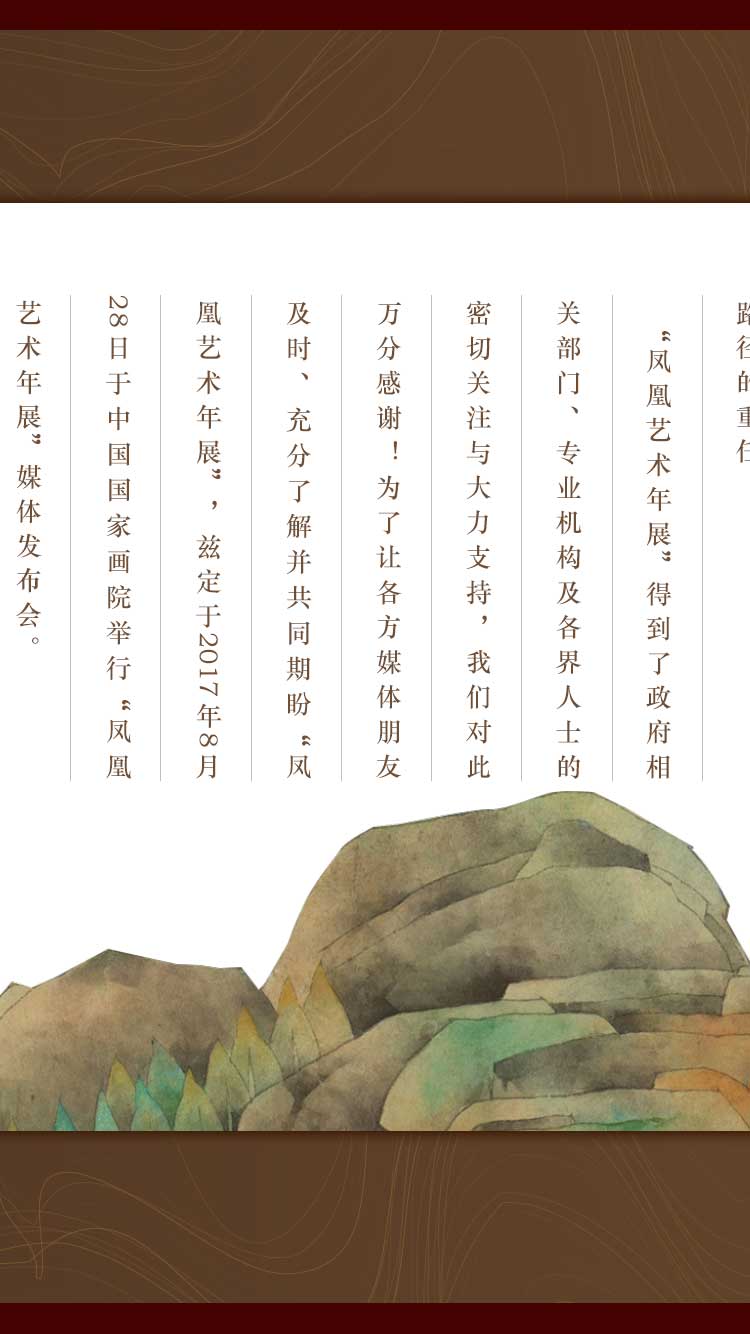 路径的重任
“凤凰艺术年展”得到了政府相
关部门、专业机构及各界人士的
密切关注与大力支持，我们对此
万分感谢！为了让各方媒体朋友
及时、充分了解并共同期盼“凤
凰艺术年展”，兹定于2017年8月
28日于中国国家画院举行“凤凰
艺术年展”媒体发布会。